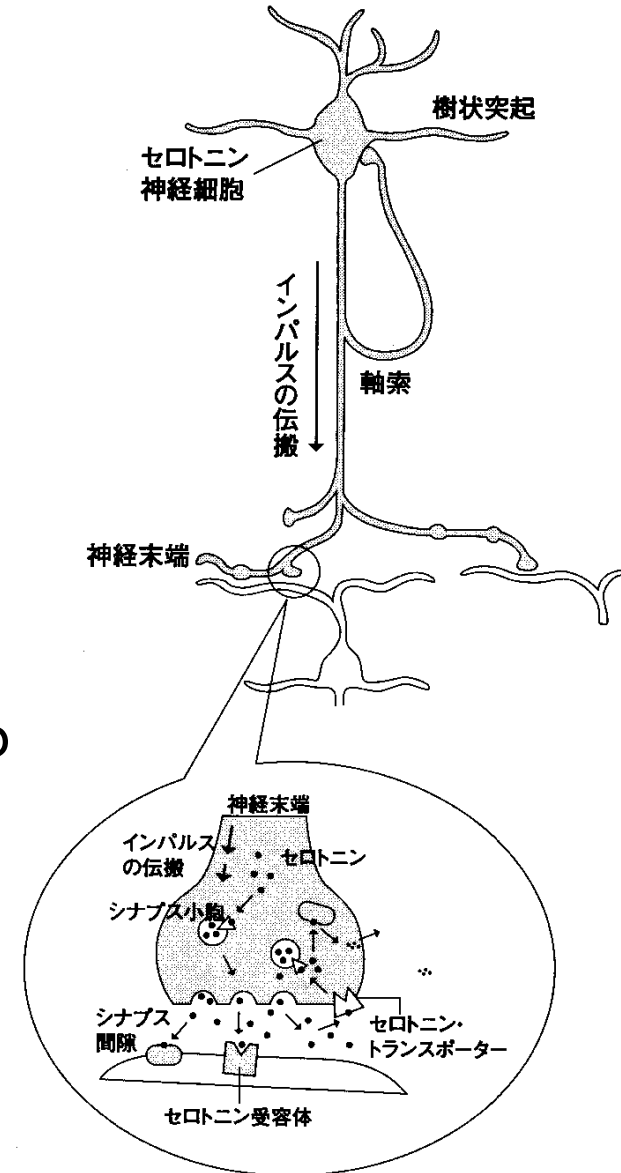 樹状突起
セロトニン
神経細胞
インパルスの伝搬
軸索
神経末端
神経末端
インパルス
の伝搬
セロトニン
シナプス小胞
シナプス
間隙
セロトニン・
トランスポーター
セロトニン受容体